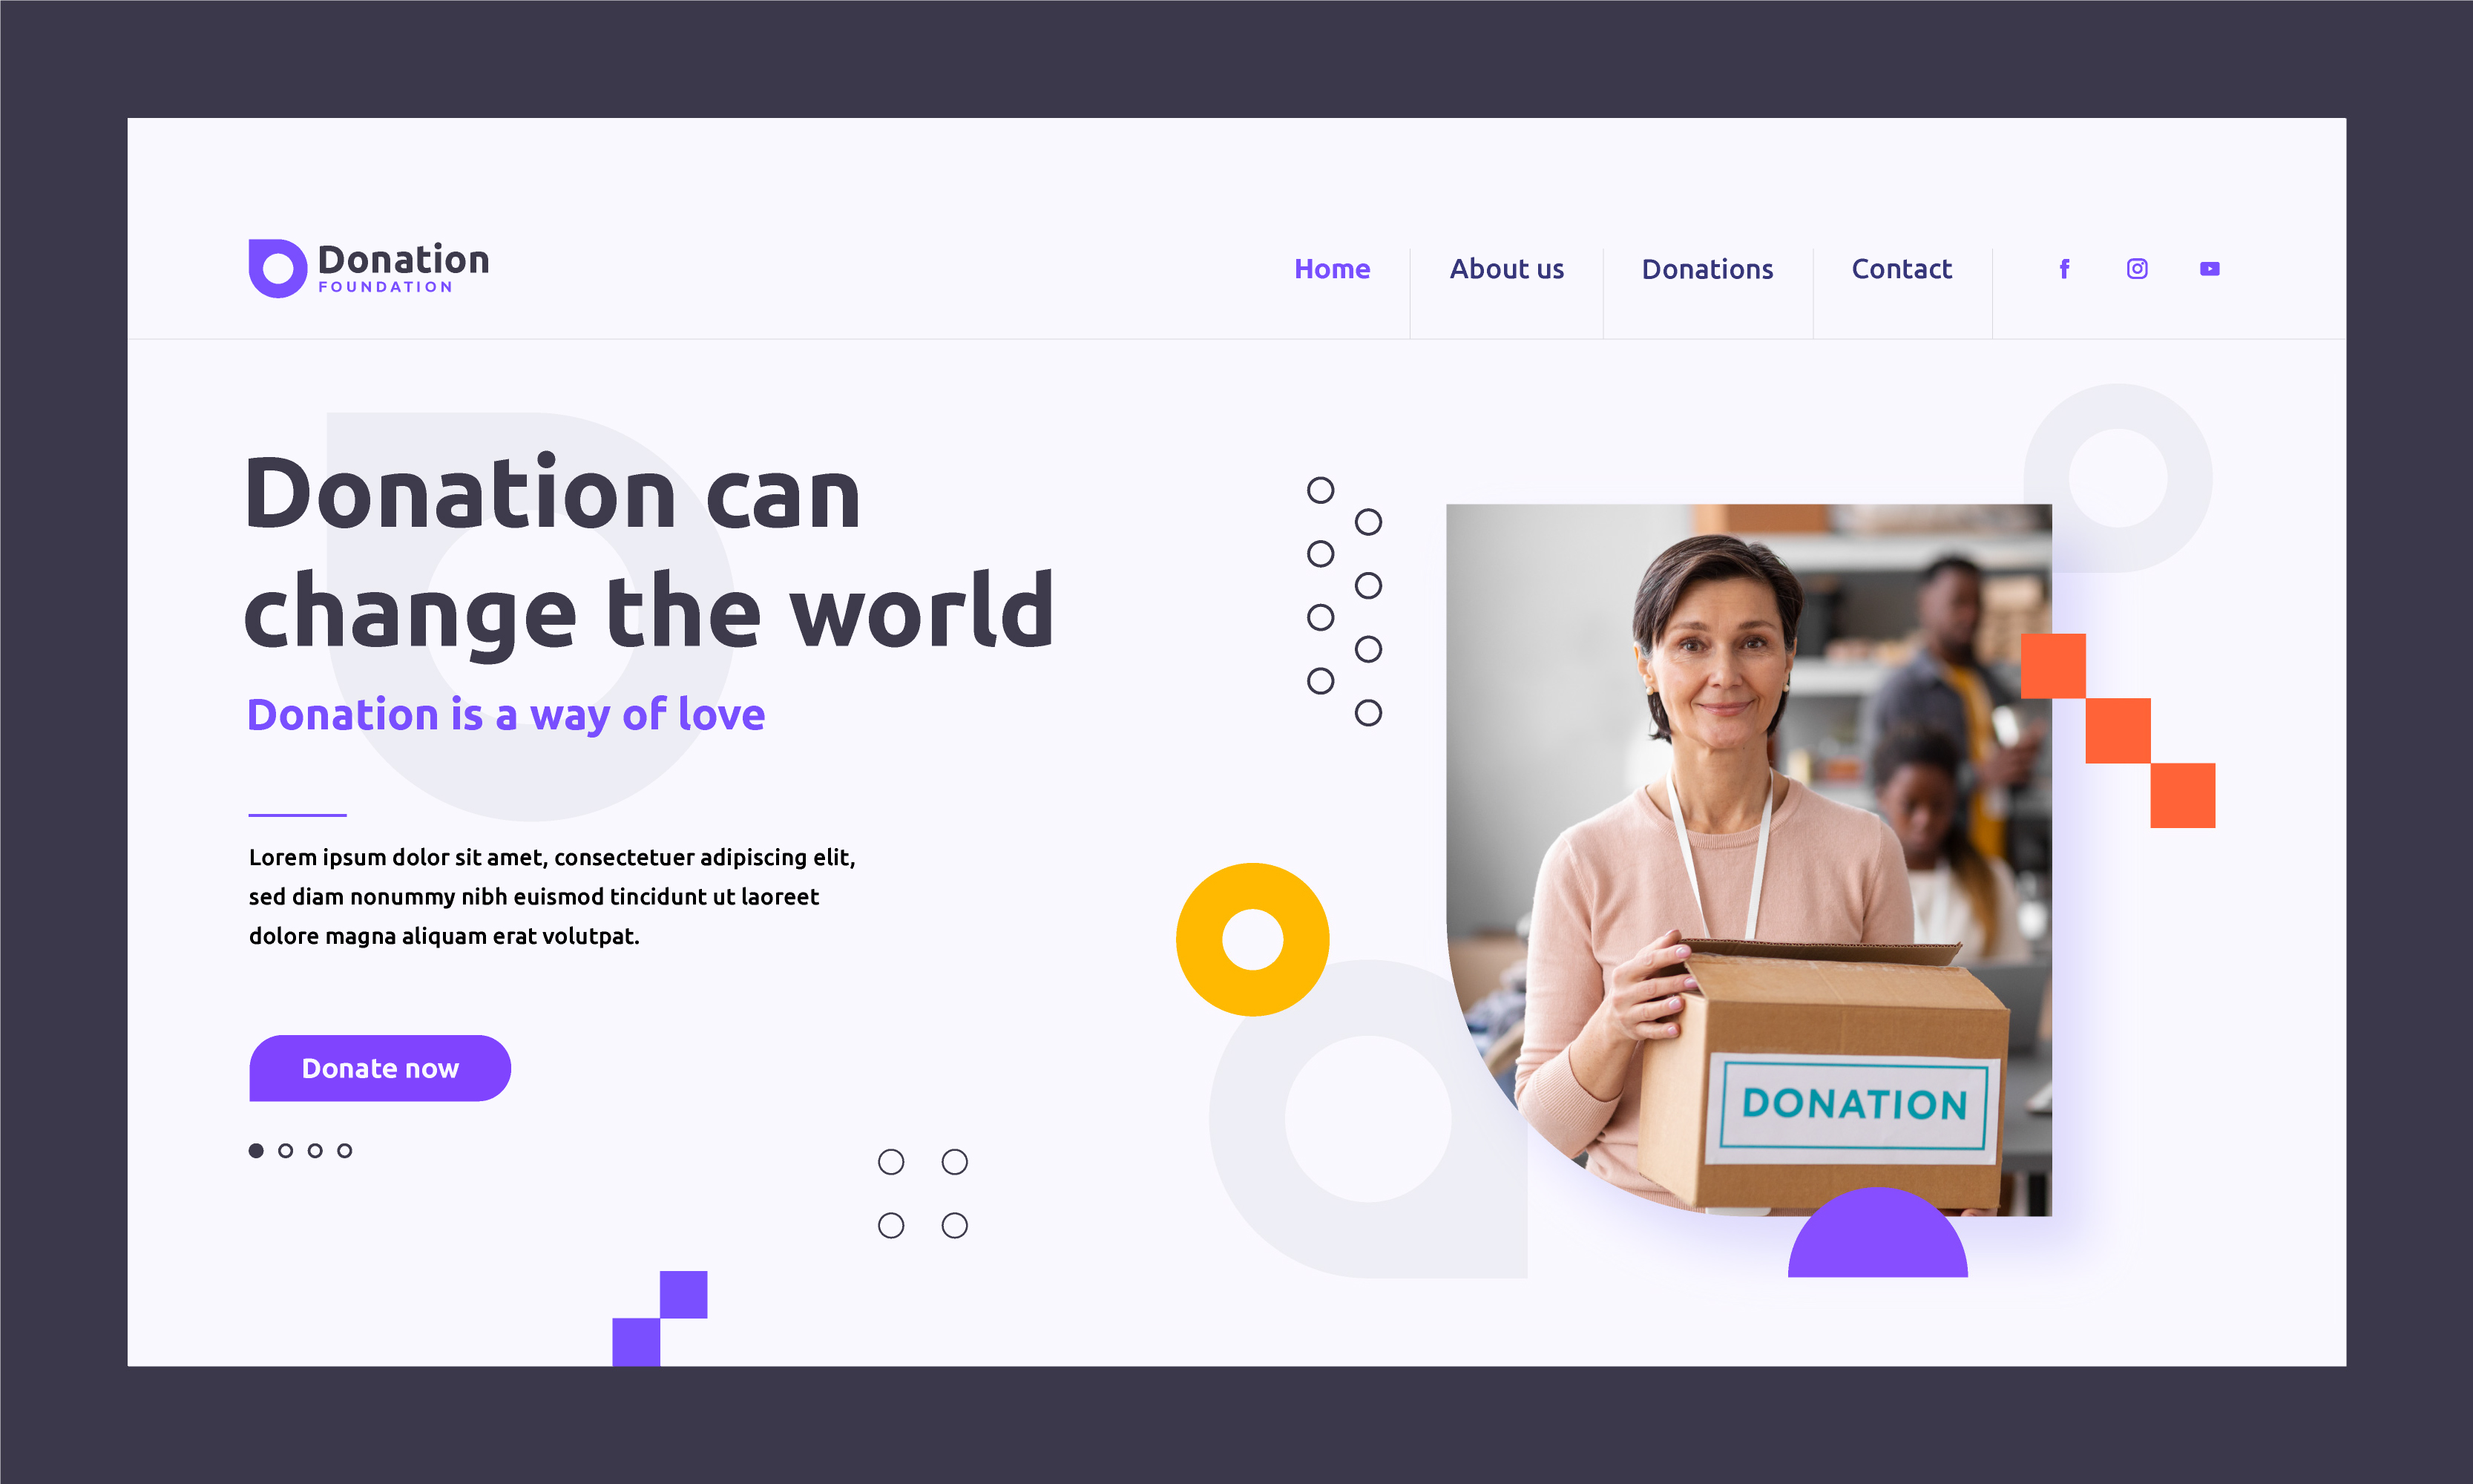 Donation
FOUNDATION
Home
About us
Donations
Contact
Donation can
change the world
Donation is a way of love
Lorem ipsum dolor sit amet, consectetuer adipiscing elit,
sed diam nonummy nibh euismod tincidunt ut laoreet
dolore magna aliquam erat volutpat.
Donate now
DONATION